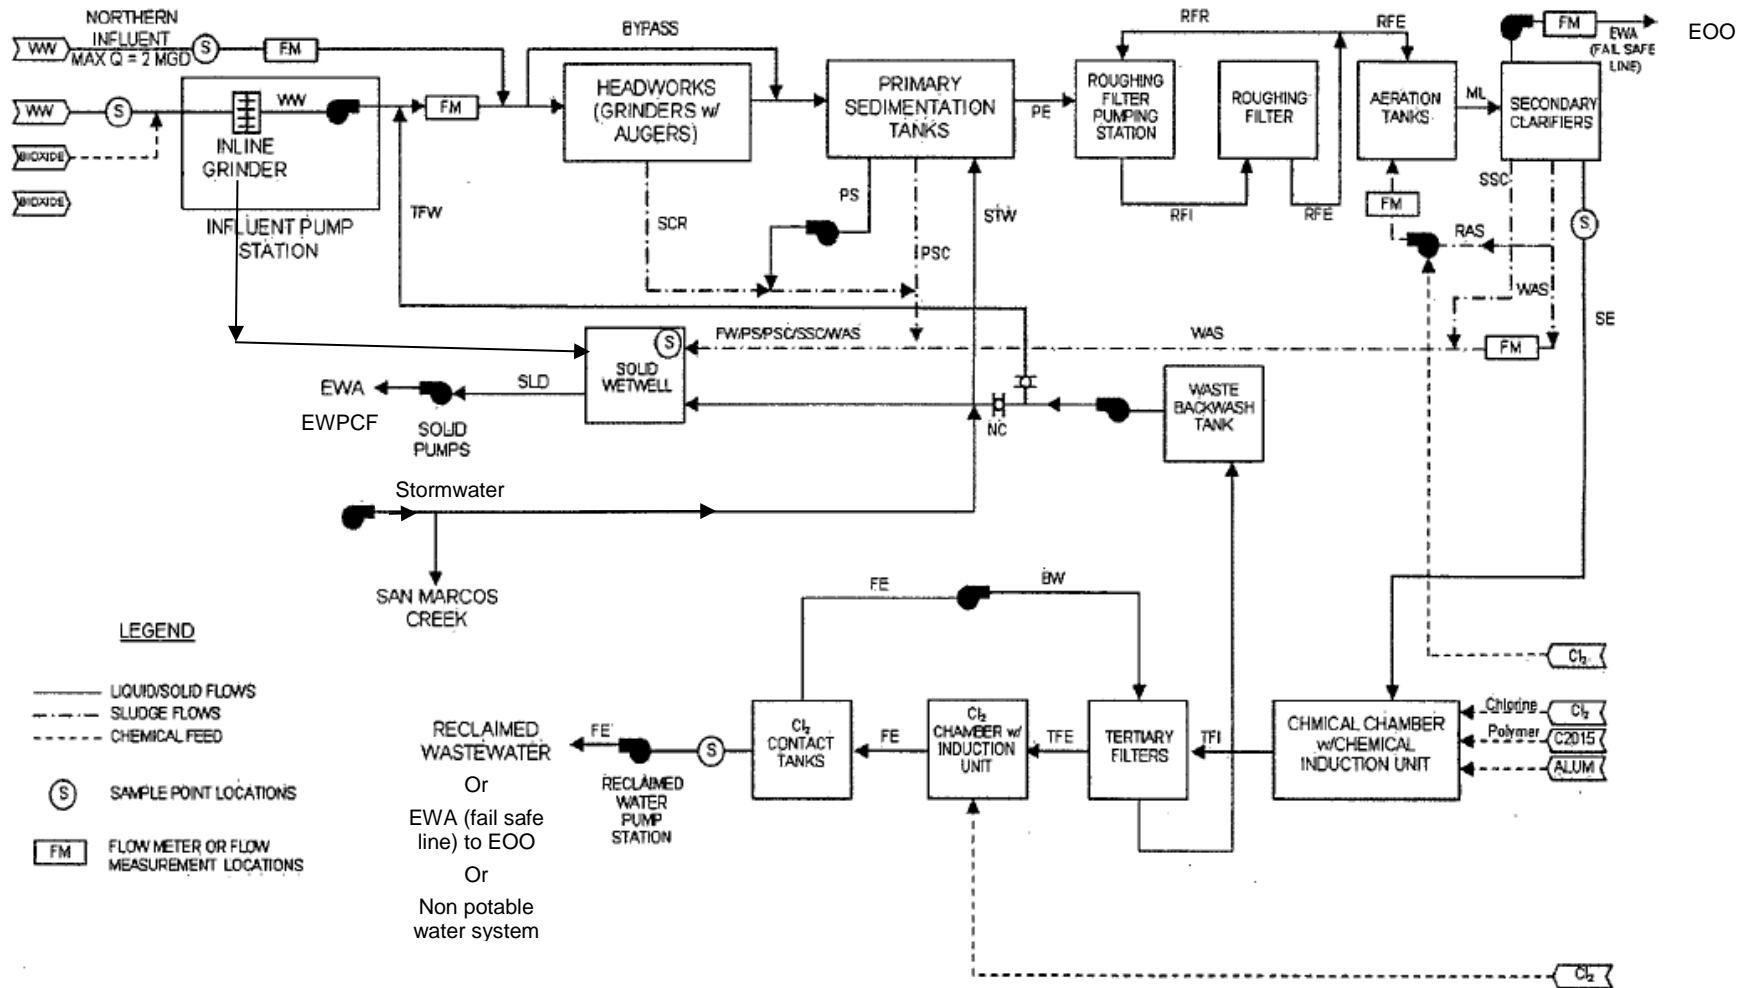 NORTHERN
INFLUENT
MAX Q = 2 MGD
WW
S
FM
BYPASS
RFR
RFE
FM
EWA
(FAIL SAFE
LINE)
EOO
WW
S
WW
FM
HEADWORKS
(GRINDERS w/
AUGERS)
PRIMARY
SEDIMENTATION
TANKS
PE
ROUGHING
FILTER
PUMPING
STATION
ROUGHING
FILTER
AERATION
TANKS
ML
SECONDARY
CLARIFIERS
BIOXIDE
BIOXIDE
INLINE
GRINDER
INFLUENT PUMP
STATION
TFW
SCR
PS
PSC
STW
RFI
RFE
FM
RAS
SSC
WAS
S
SE
FW/PS/PSC/SSC/WAS
WAS
FM
S
SOLID
WETWELL
SLD
EWA
EWPCF
SOLID
PUMPS
NC
WASTE
BACKWASH
TANK
Stormwater
SAN MARCOS
CREEK
FE
BW
LEGEND
LIQUID/SOLID FLOWS
SLUDGE FLOWS
CHEMICAL FEED
S
SAMPLE POINT LOCATIONS
FM
FLOW METER OR FLOW
MEASUREMENT LOCATIONS
RECLAIMED
WASTEWATER
Or
EWA (fail safe
line) to EOO
Or
Non potable
water system
FE
RECLAIMED
WATER
PUMP
STATION
S
Cl₂
CONTACT
TANKS
FE
Cl₂
CHAMBER w/
INDUCTION
UNIT
TFE
TERTIARY
FILTERS
TFI
CHMICAL CHAMBER
w/CHEMICAL
INDUCTION UNIT
Cl₂
Chlorine
Cl₂
Polymer
C2015
ALUM
Cl₂